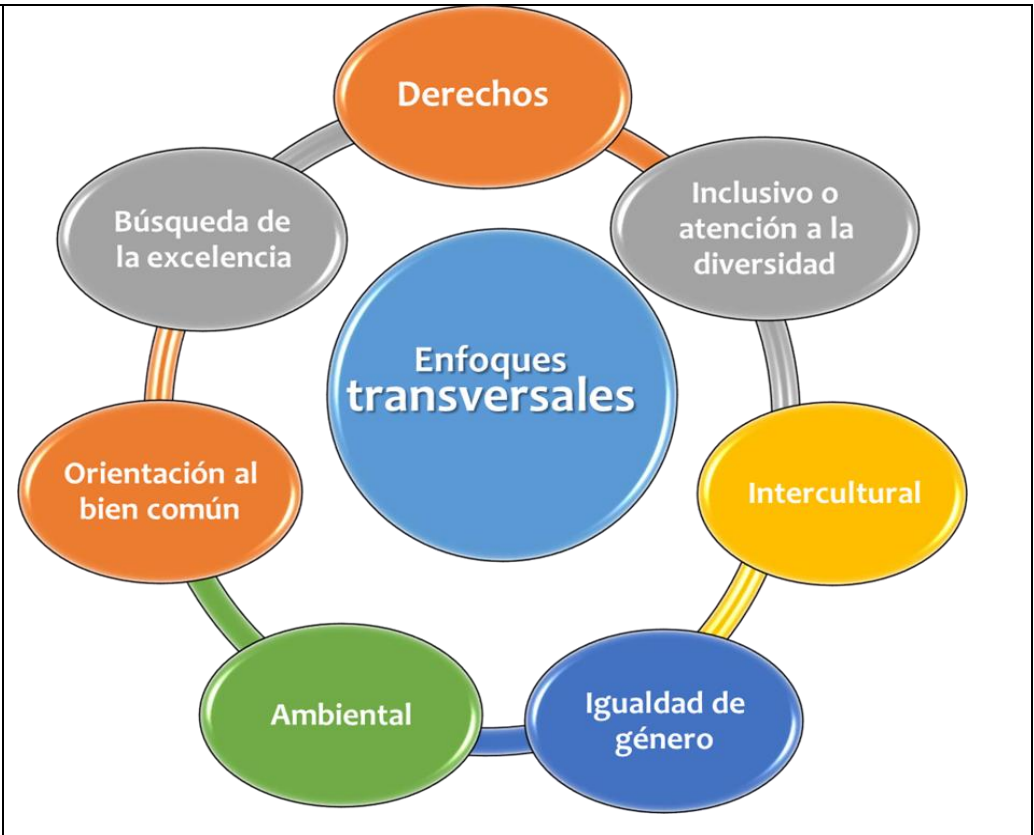 Derechos
Inclusivo o
atención a la
diversidad
Intercultural
Igualdad de
género
Ambiental
Orientación al
bien común
Búsqueda de
la excelencia
Enfoques
transversales